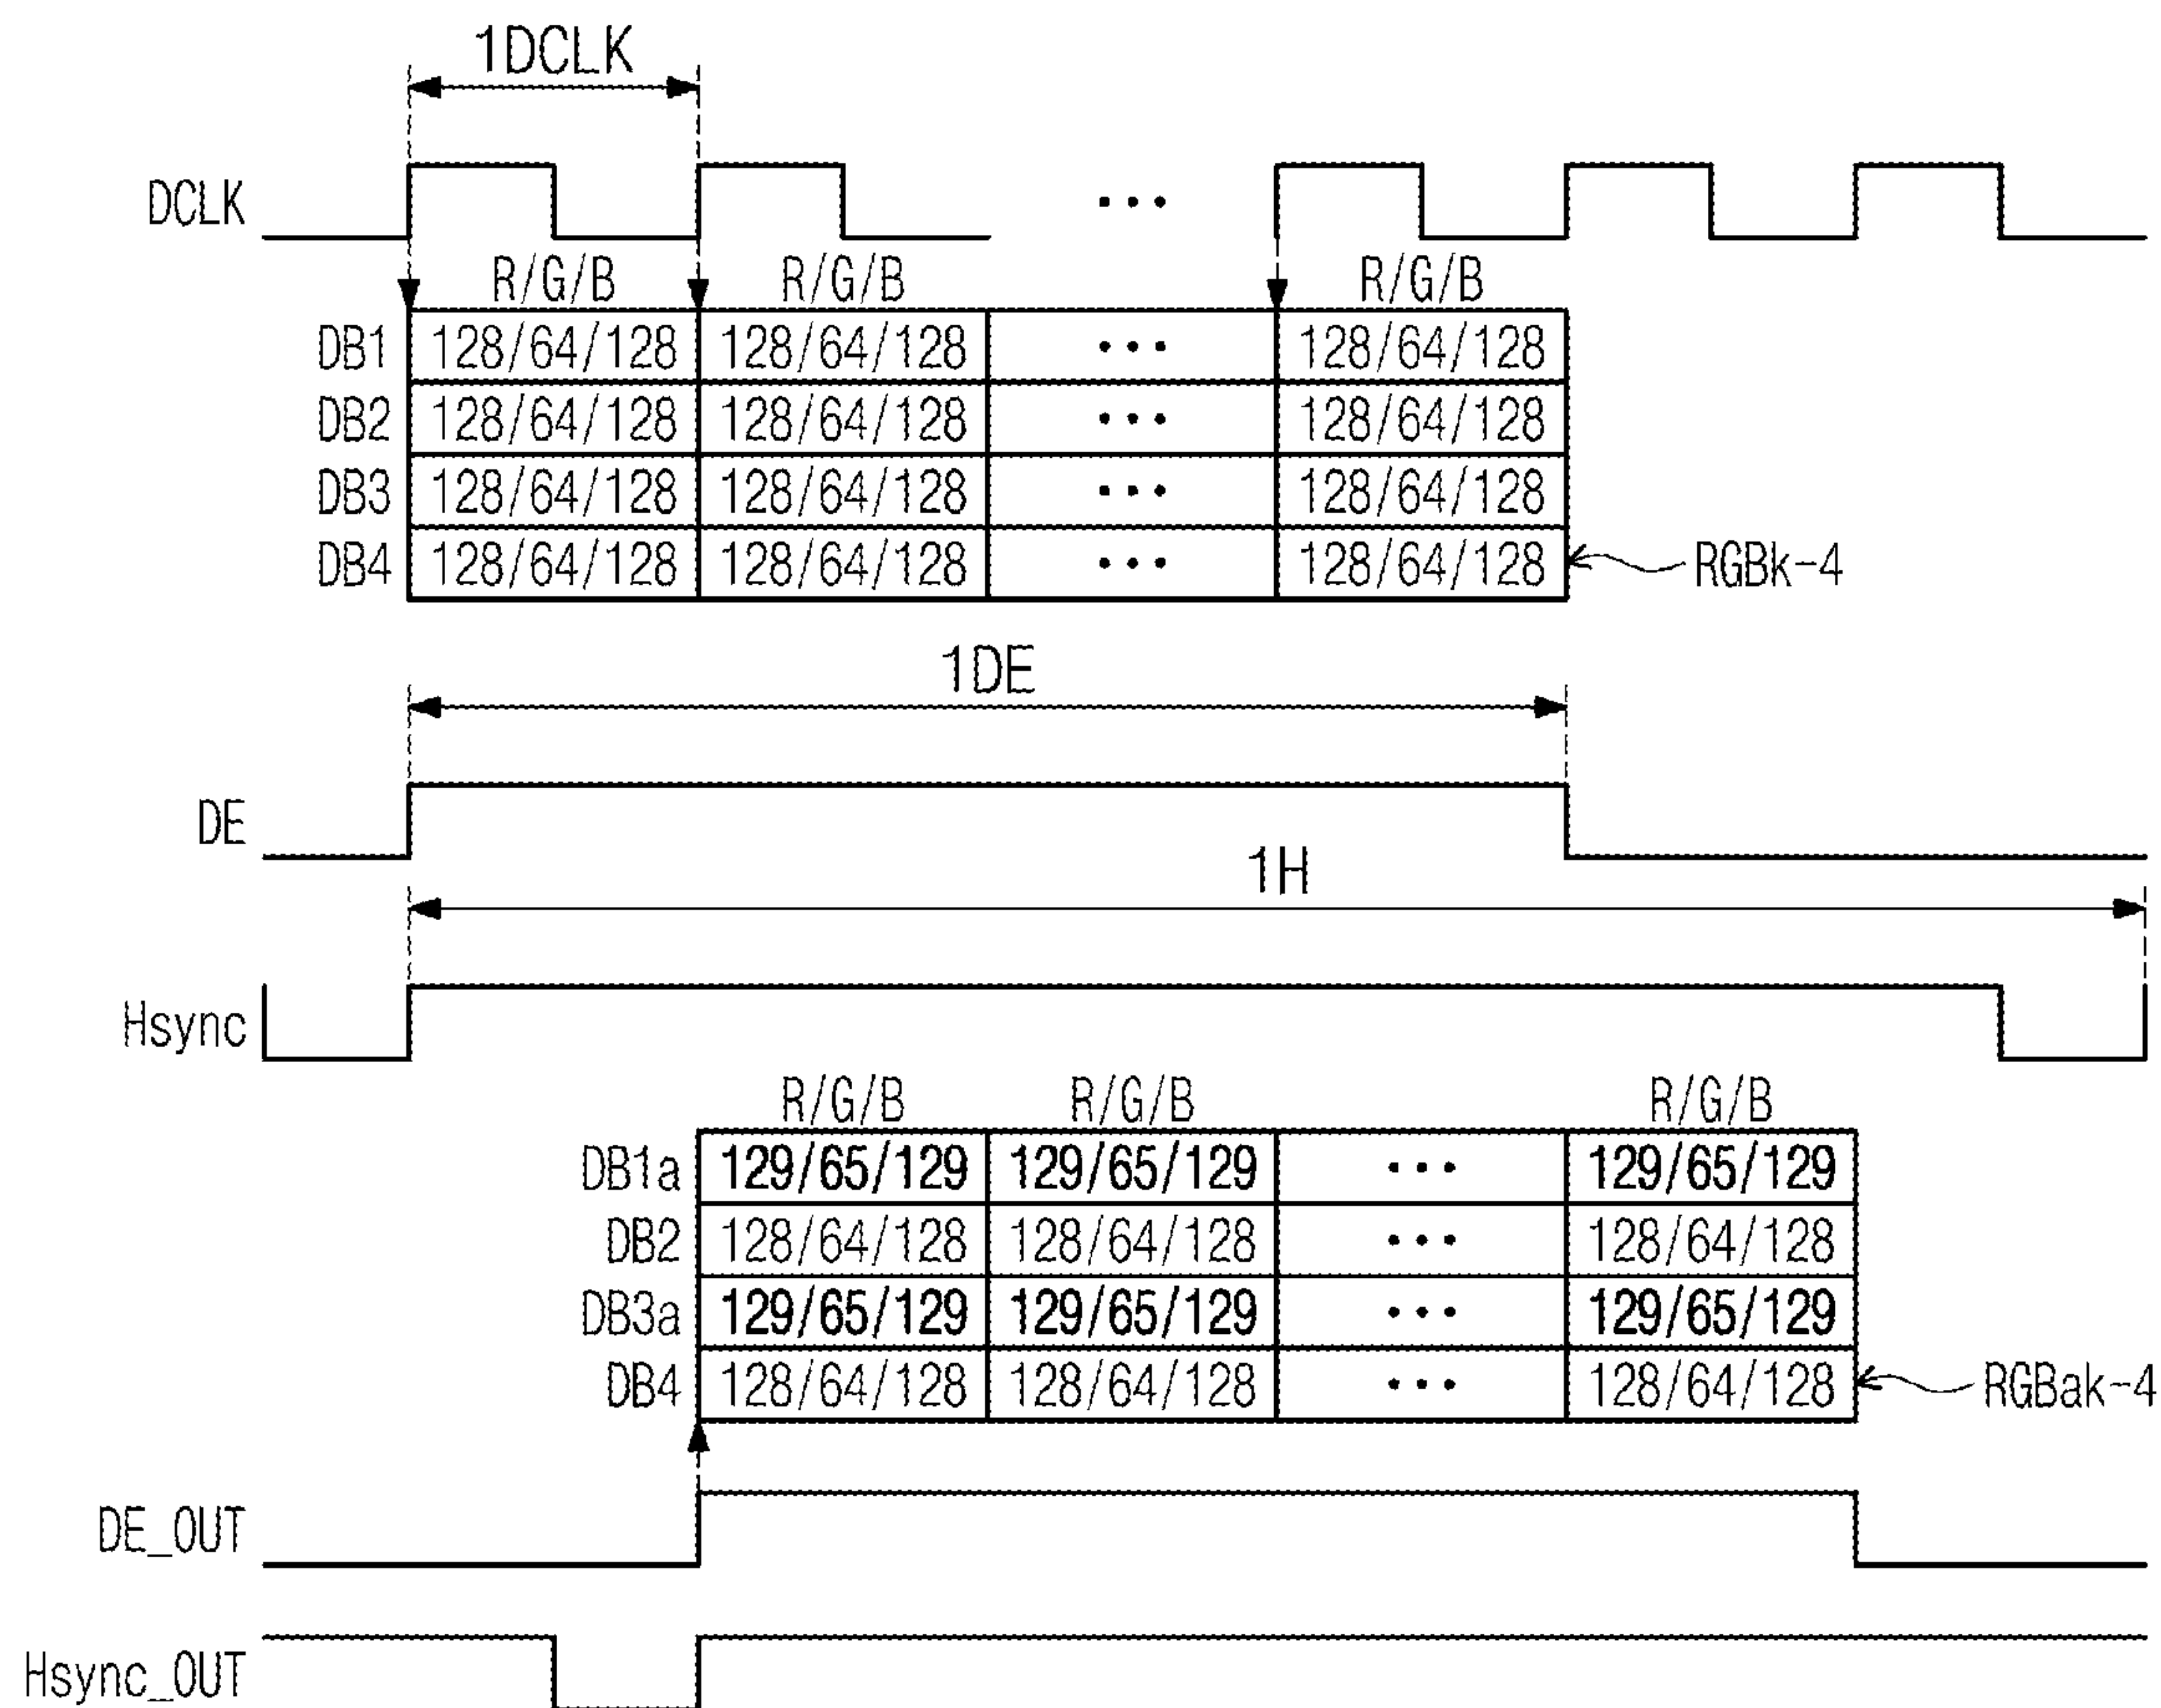 1DCLK
DCLK ...
R/G/B R/G/B R/G/B
DB1 128/64/128 128/64/128 ... 128/64/128
DB2 128/64/128 128/64/128 ... 128/64/128
DB3 128/64/128 128/64/128 ... 128/64/128
DB4 128/64/128 128/64/128 ... 128/64/128 RGBk-4
1DE
DE
1H
Hsync
R/G/B R/G/B R/G/B
DB1a 129/65/129 129/65/129 ... 129/65/129
DB2 128/64/128 128/64/128 ... 128/64/128
DB3a 129/65/129 129/65/129 ... 129/65/129
DB4 128/64/128 128/64/128 ... 128/64/128 RGBak-4
DE_OUT
Hsync_OUT